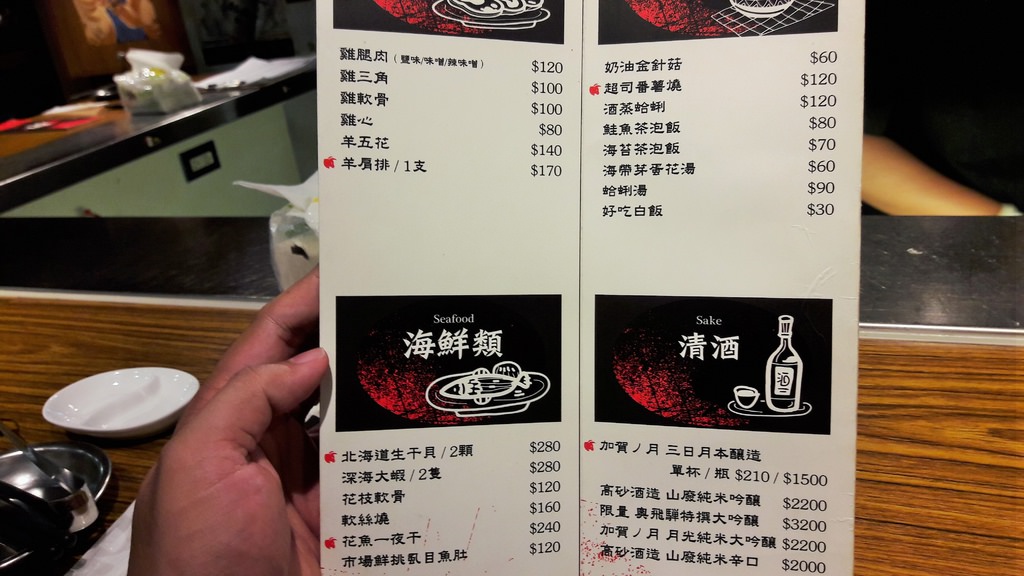 雞腿肉（鹽味/味噌/辣味噌） $120
雞三角 $100
雞軟骨 $100
雞心 $80
羊五花 $140
羊肩排 / 1支 $170
奶油金針菇 $60
超司番薯燒 $120
酒蒸蛤蜊 $120
鮭魚茶泡飯 $80
海苔茶泡飯 $70
海帶芽蛋花湯 $60
蛤蜊湯 $90
好吃白飯 $30
Seafood
海鮮類
北海道生干貝 / 2顆 $280
深海大蝦 / 2隻 $280
花枝軟骨 $120
軟絲燒 $160
花魚一夜干 $240
市場鮮挑虱目魚肚 $120
Sake
清酒
酒
加賀ノ月 三日月本釀造
單杯 / 瓶 $210 / $1500
高砂酒造 山廢純米吟釀 $2200
限量 奧飛驒特撰大吟釀 $3200
加賀ノ月 月光純米大吟釀 $2200
高砂酒造 山廢純米辛口 $2000